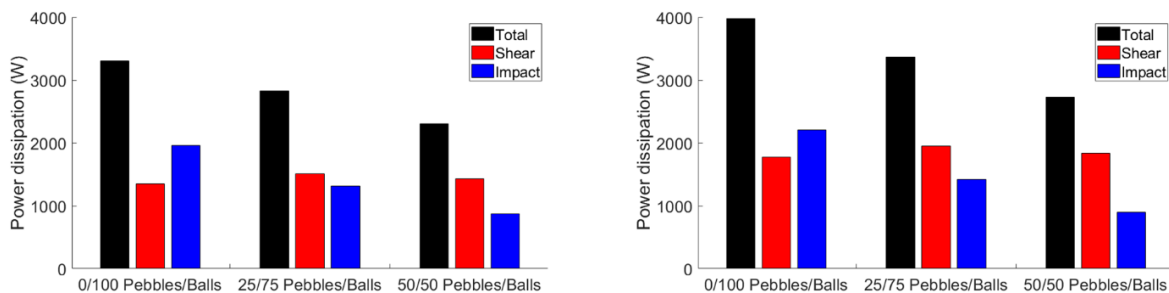 4000
3000
2000
1000
0
Power dissipation (W)
Total
Shear
Impact
0/100 Pebbles/Balls
25/75 Pebbles/Balls
50/50 Pebbles/Balls
4000
3000
2000
1000
0
Power dissipation (W)
Total
Shear
Impact
0/100 Pebbles/Balls
25/75 Pebbles/Balls
50/50 Pebbles/Balls